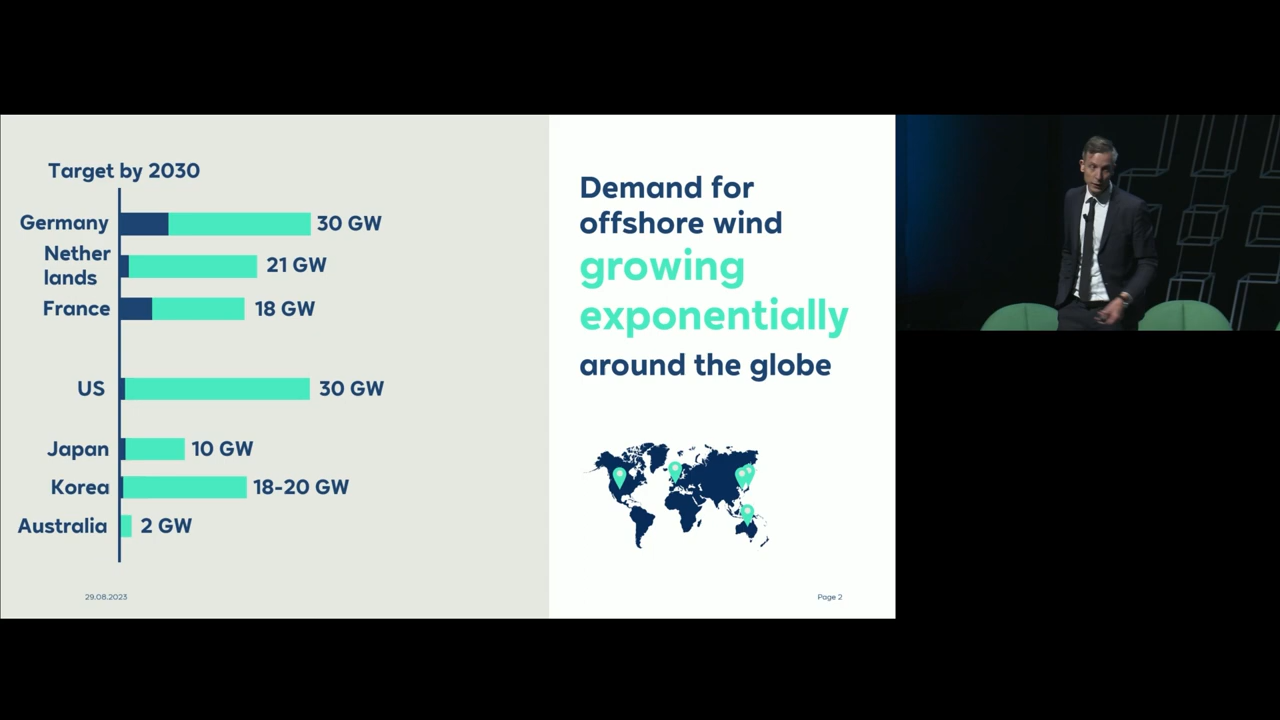 Target by 2030
Germany 30 GW
Nether
lands 21 GW
France 18 GW
US 30 GW
Japan 10 GW
Korea 18-20 GW
Australia 2 GW
29.08.2023
Demand for
offshore wind
growing
exponentially
around the globe
Page 2